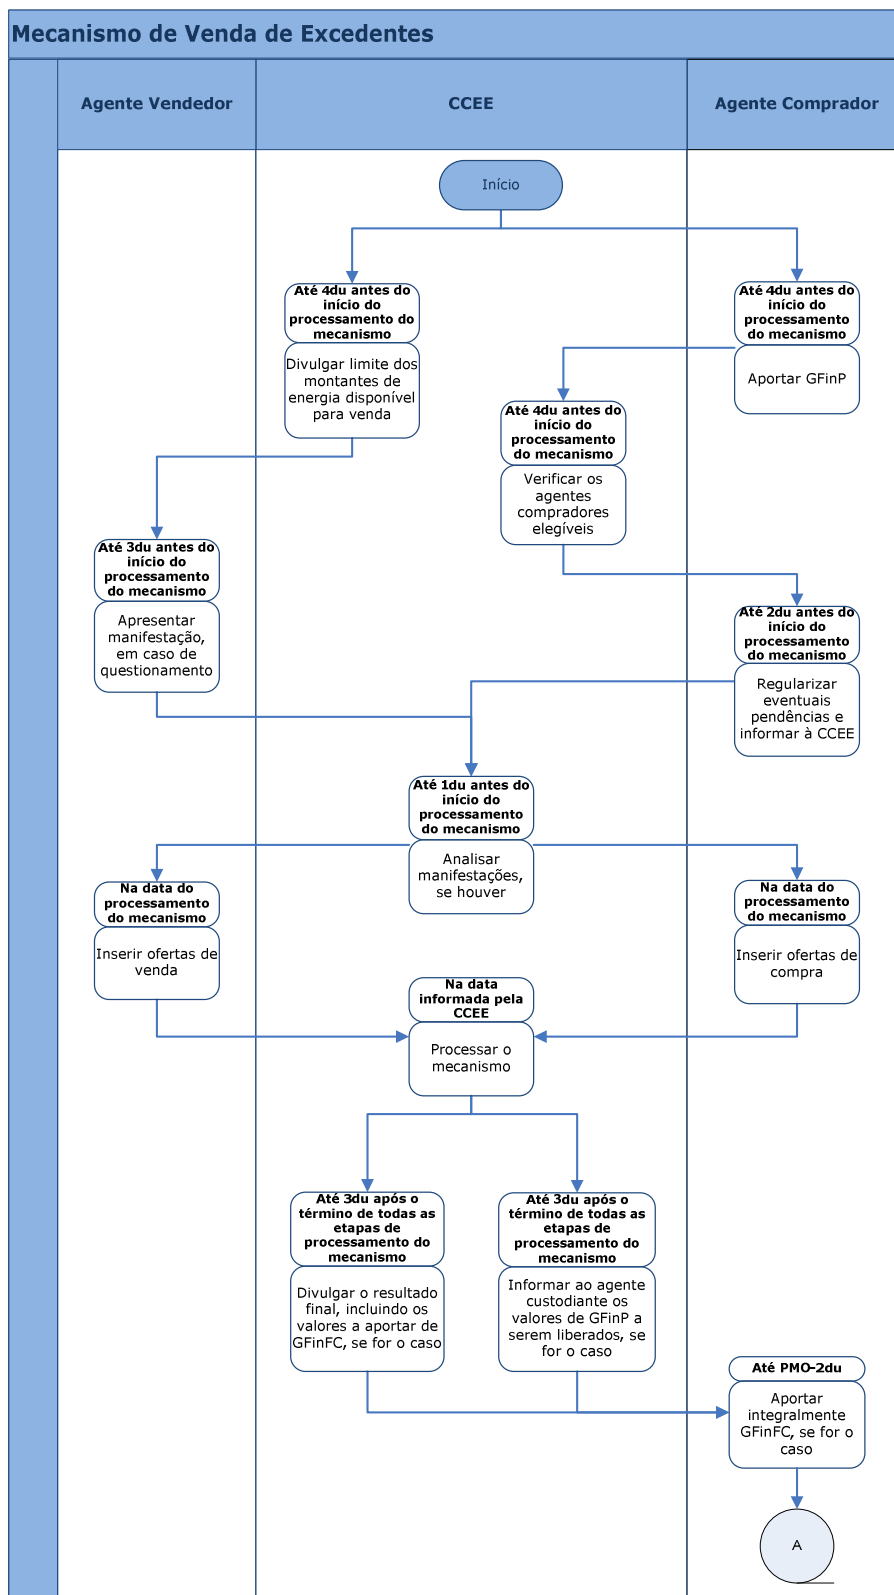 Mecanismo de Venda de Excedentes
Agente Vendedor
CCEE
Agente Comprador
Início
Até 4du antes do
início do
processamento do
mecanismo
Divulgar limite dos
montantes de
energia disponível
para venda
Até 4du antes do
início do
processamento do
mecanismo
Aportar GFinP
Até 4du antes do
início do
processamento
do mecanismo
Verificar os
agentes
compradores
elegíveis
Até 3du antes do
início do
processamento
do mecanismo
Apresentar
manifestação,
em caso de
questionamento
Até 2du antes do
início do
processamento
do mecanismo
Regularizar
eventuais
pendências e
informar à CCEE
Até 1du antes do
início do
processamento
do mecanismo
Analisar
manifestações,
se houver
Na data do
processamento
do mecanismo
Inserir ofertas de
venda
Na data do
processamento
do mecanismo
Inserir ofertas de
compra
Na data
informada pela
CCEE
Processar o
mecanismo
Até 3du após o
término de todas as
etapas de
processamento do
mecanismo
Divulgar o resultado
final, incluindo os
valores a aportar de
GFinFC, se for o caso
Até 3du após o
término de todas as
etapas de
processamento do
mecanismo
Informar ao agente
custodiante os
valores de GFinP a
serem liberados, se
for o caso
Até PMO-2du
Aportar
integralmente
GFinFC, se for o
caso
A